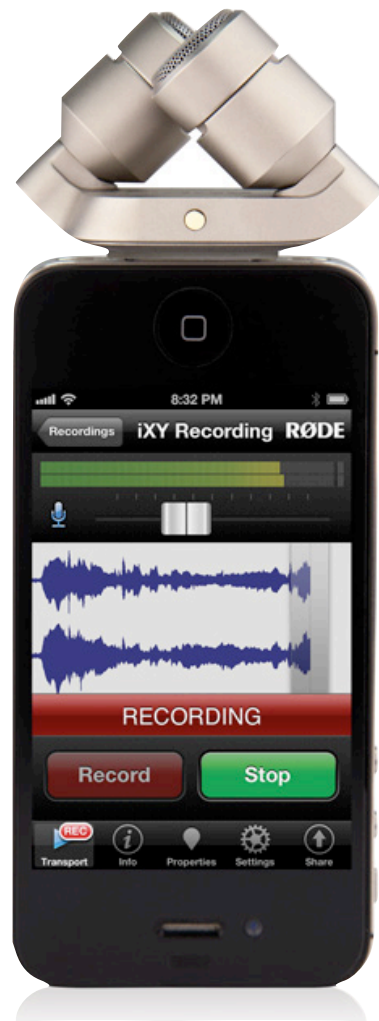 8:32 PM
Recordings iXY Recording RØDE
RECORDING
Record Stop
REC
Transport Info Properties Settings Share